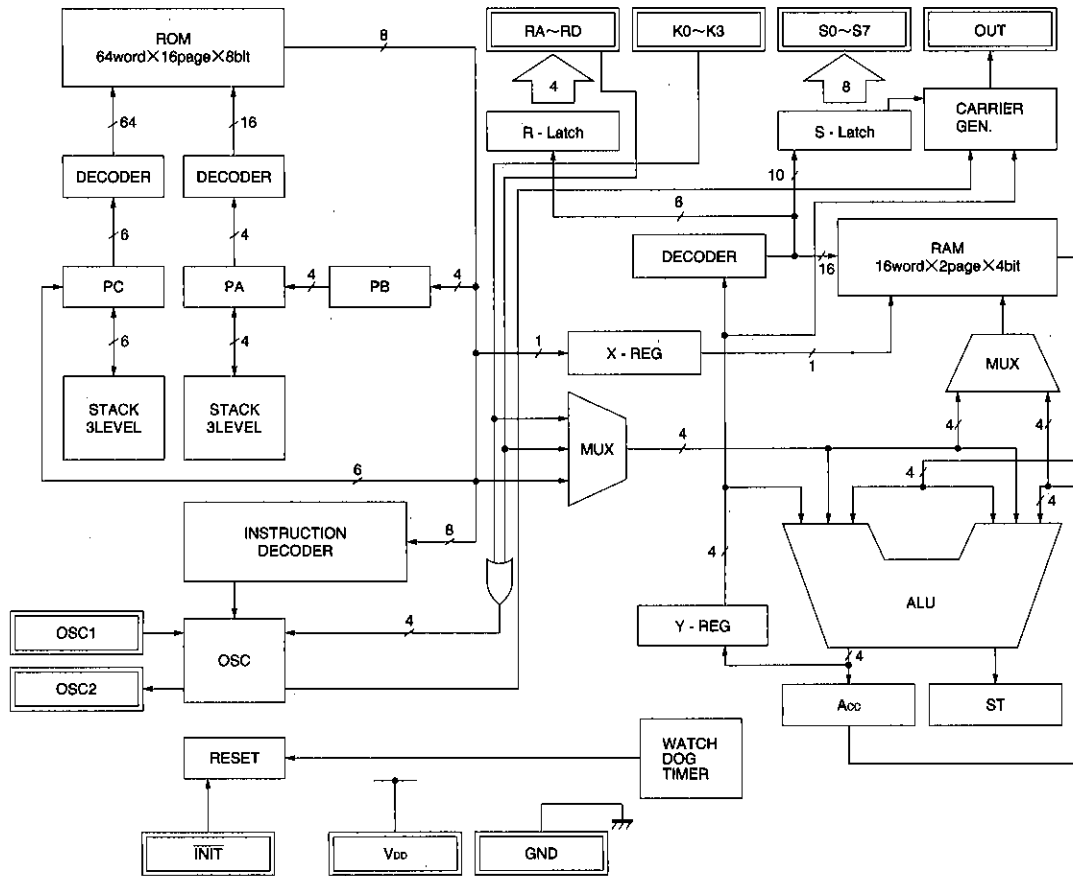 ROM
64word×16page×8bit
8
RA～RD
K0～K3
S0～S7
OUT
4
8
R - Latch
S - Latch
CARRIER
GEN.
64
16
10
6
DECODER
DECODER
6
4
DECODER
16
RAM
16word×2page×4bit
PC
PA
4
PB
4
6
4
1
X - REG
1
MUX
STACK
3LEVEL
STACK
3LEVEL
MUX
4
4
4
6
4
4
INSTRUCTION
DECODER
8
4
ALU
OSC1
OSC
4
Y - REG
4
OSC2
Acc
ST
RESET
WATCH
DOG
TIMER
INIT
VDD
GND